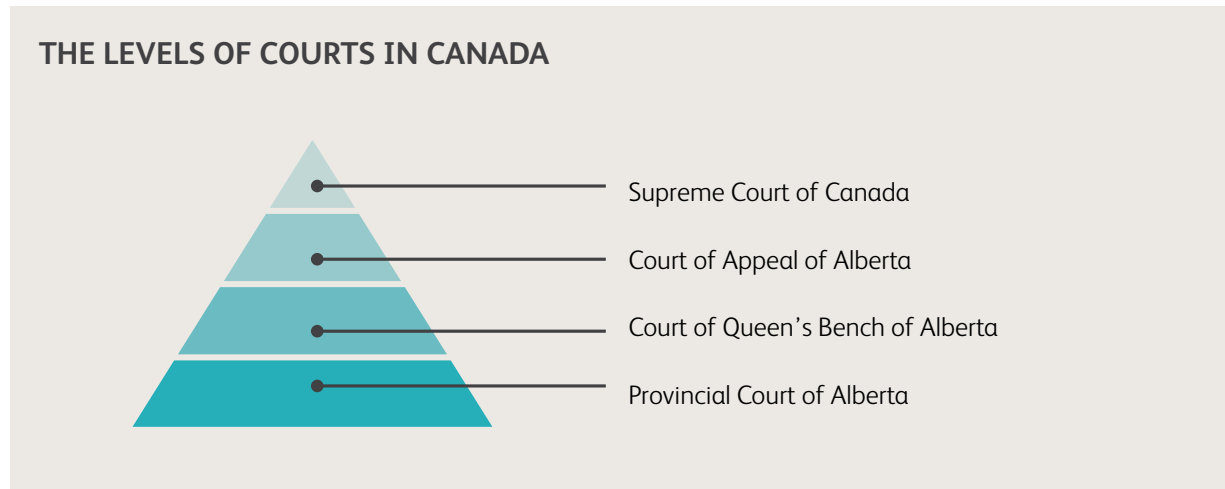 THE LEVELS OF COURTS IN CANADA
Supreme Court of Canada
Court of Appeal of Alberta
Court of Queen’s Bench of Alberta
Provincial Court of Alberta